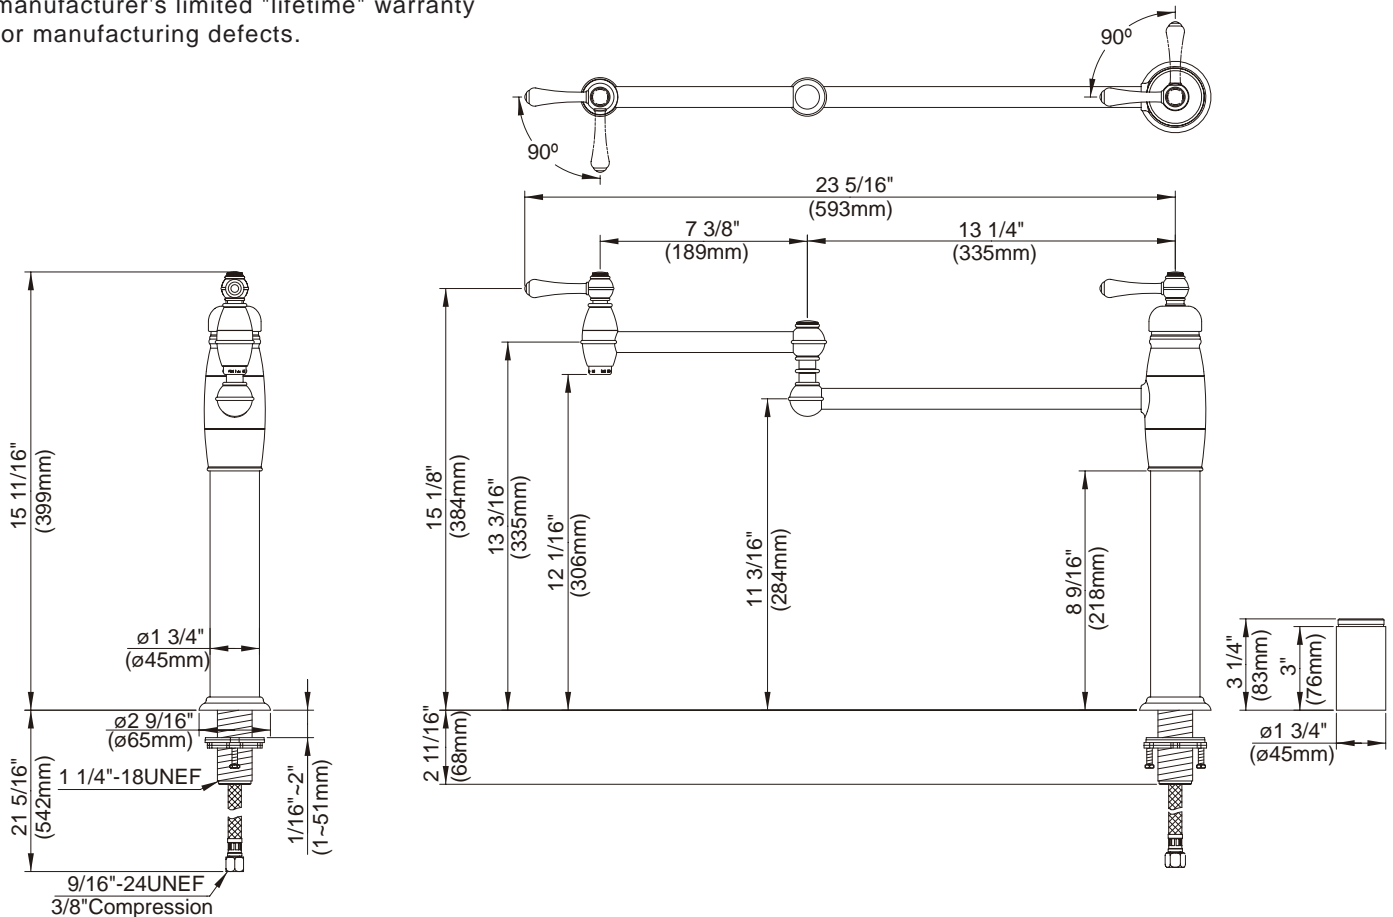 manufacturer's limited "lifetime" warranty
or manufacturing defects.
90º
90º
23 5/16"
(593mm)
7 3/8"
(189mm)
13 1/4"
(335mm)
15 11/16"
(399mm)
15 1/8"
(384mm)
13 3/16"
(335mm)
12 1/16"
(306mm)
11 3/16"
(284mm)
8 9/16"
(218mm)
3 1/4"
(83mm)
3"
(76mm)
ø1 3/4"
(ø45mm)
ø1 3/4"
(ø45mm)
ø2 9/16"
(ø65mm)
1 1/4"-18UNEF
21 5/16"
(542mm)
1/16"~2"
(1~51mm)
2 11/16"
(68mm)
9/16"-24UNEF
3/8"Compression